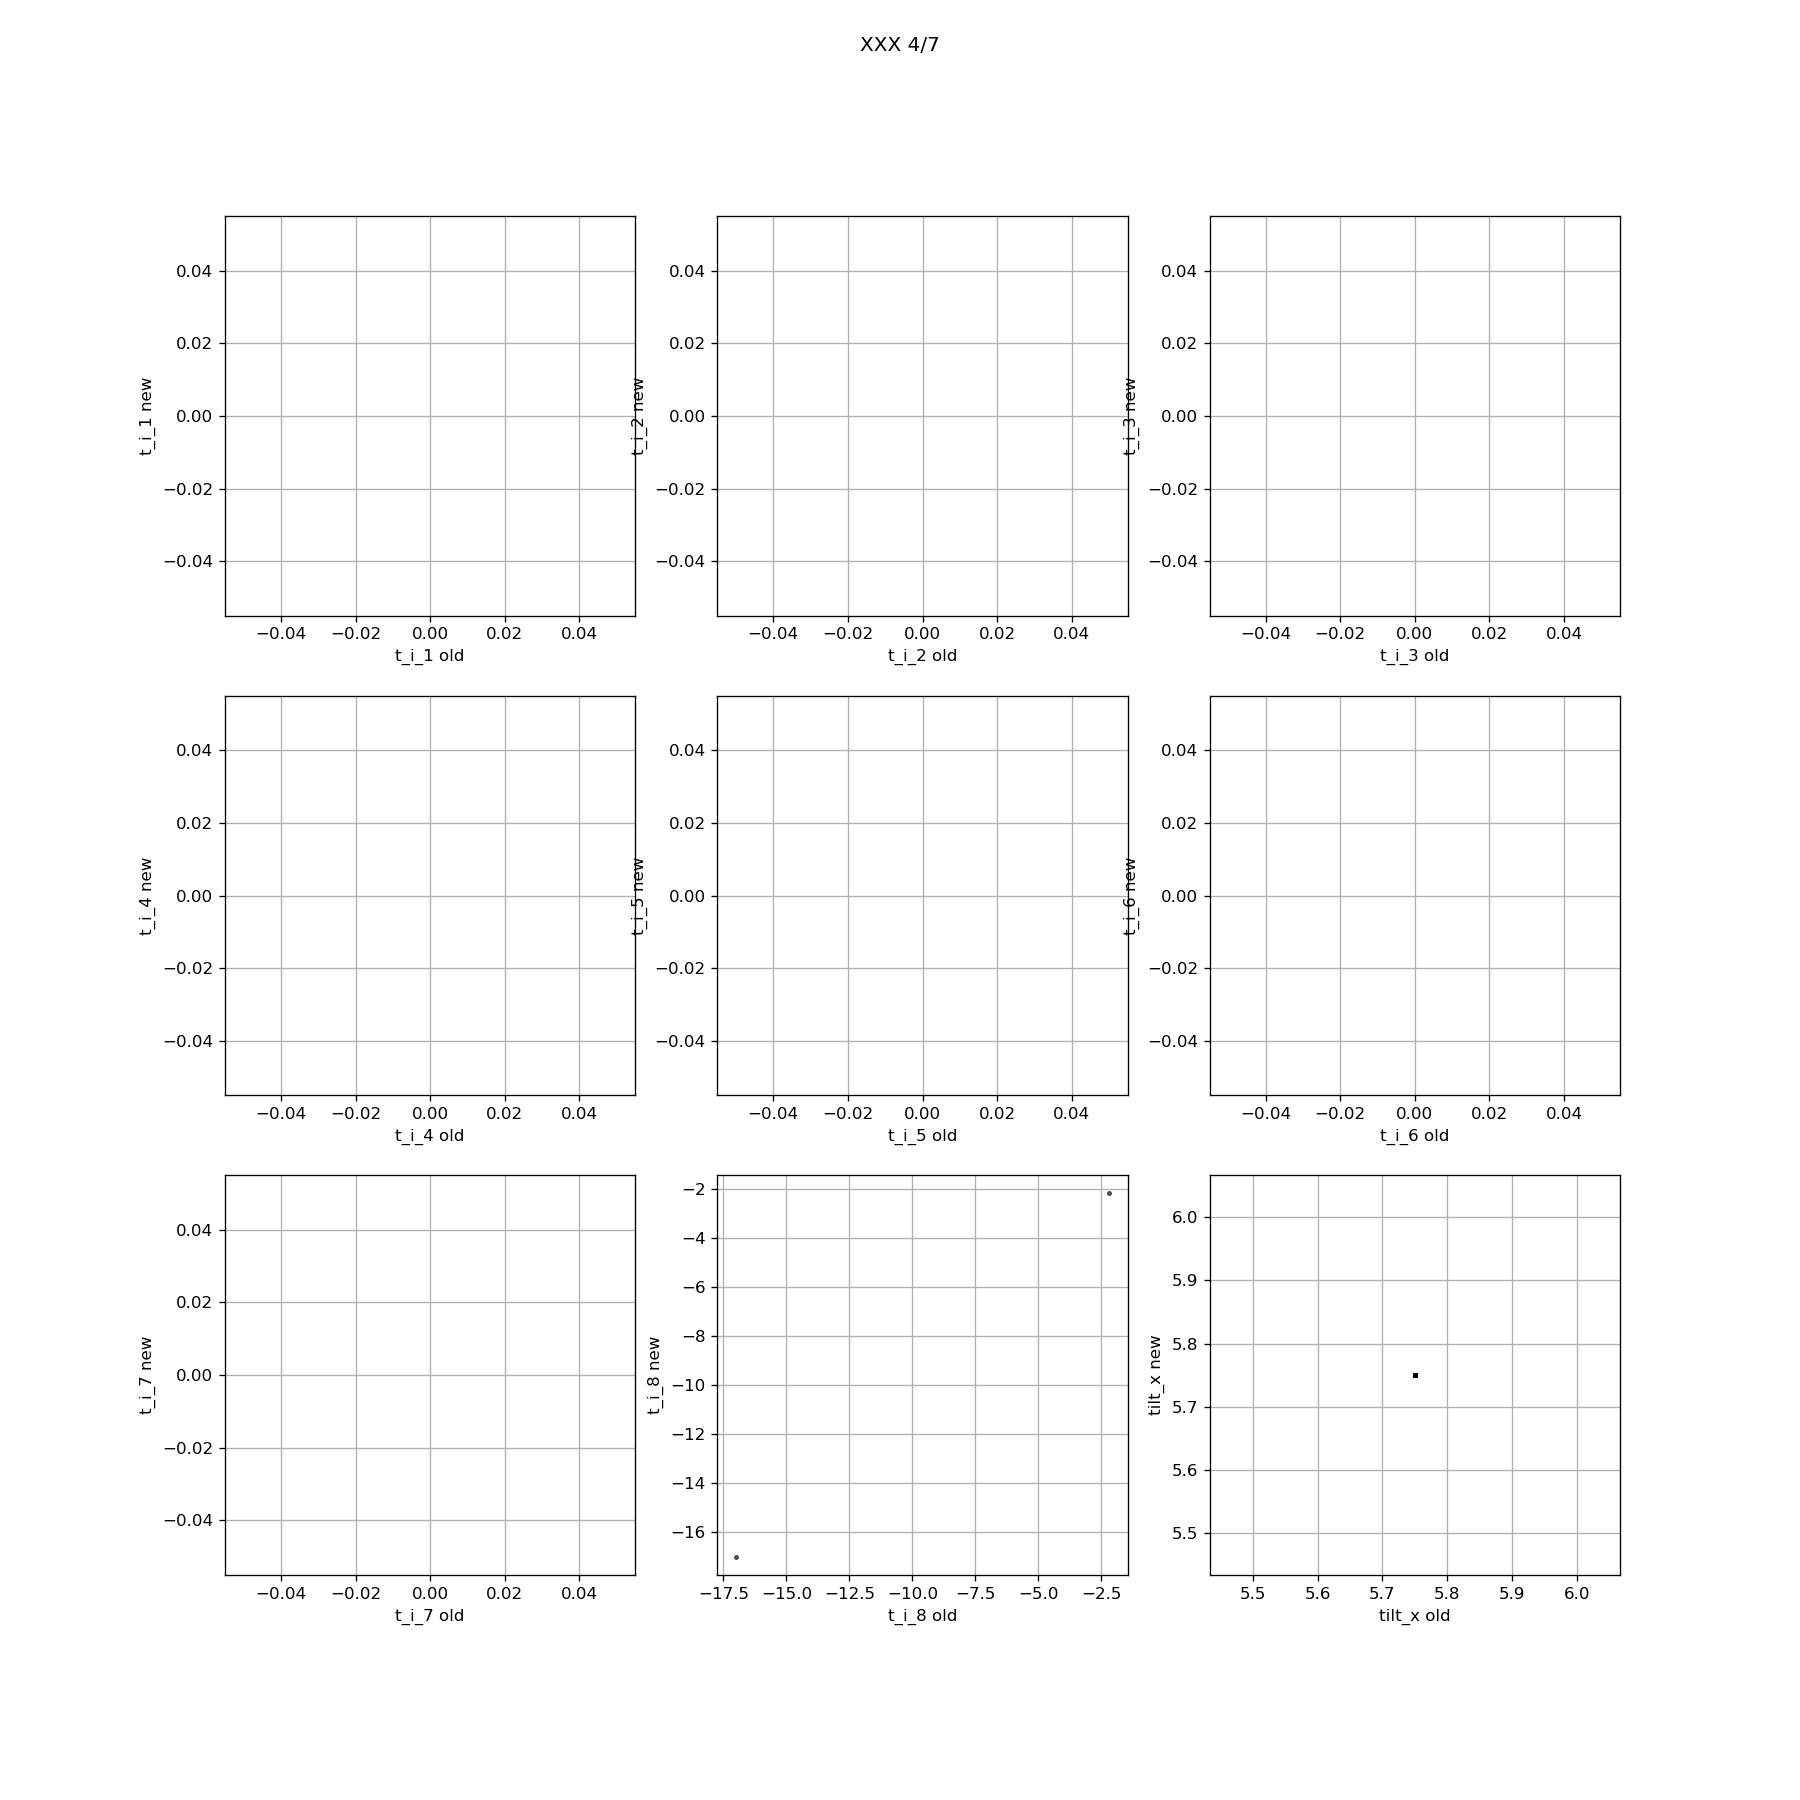 XXX 4/7
t_i_1 new
0.04
0.02
0.00
−0.02
−0.04
−0.04 −0.02 0.00 0.02 0.04
t_i_1 old
t_i_2 new
0.04
0.02
0.00
−0.02
−0.04
−0.04 −0.02 0.00 0.02 0.04
t_i_2 old
t_i_3 new
0.04
0.02
0.00
−0.02
−0.04
−0.04 −0.02 0.00 0.02 0.04
t_i_3 old
t_i_4 new
0.04
0.02
0.00
−0.02
−0.04
−0.04 −0.02 0.00 0.02 0.04
t_i_4 old
t_i_5 new
0.04
0.02
0.00
−0.02
−0.04
−0.04 −0.02 0.00 0.02 0.04
t_i_5 old
t_i_6 new
0.04
0.02
0.00
−0.02
−0.04
−0.04 −0.02 0.00 0.02 0.04
t_i_6 old
t_i_7 new
0.04
0.02
0.00
−0.02
−0.04
−0.04 −0.02 0.00 0.02 0.04
t_i_7 old
t_i_8 new
−2
−4
−6
−8
−10
−12
−14
−16
−17.5 −15.0 −12.5 −10.0 −7.5 −5.0 −2.5
t_i_8 old
tilt_x new
6.0
5.9
5.8
5.7
5.6
5.5
5.5 5.6 5.7 5.8 5.9 6.0
tilt_x old